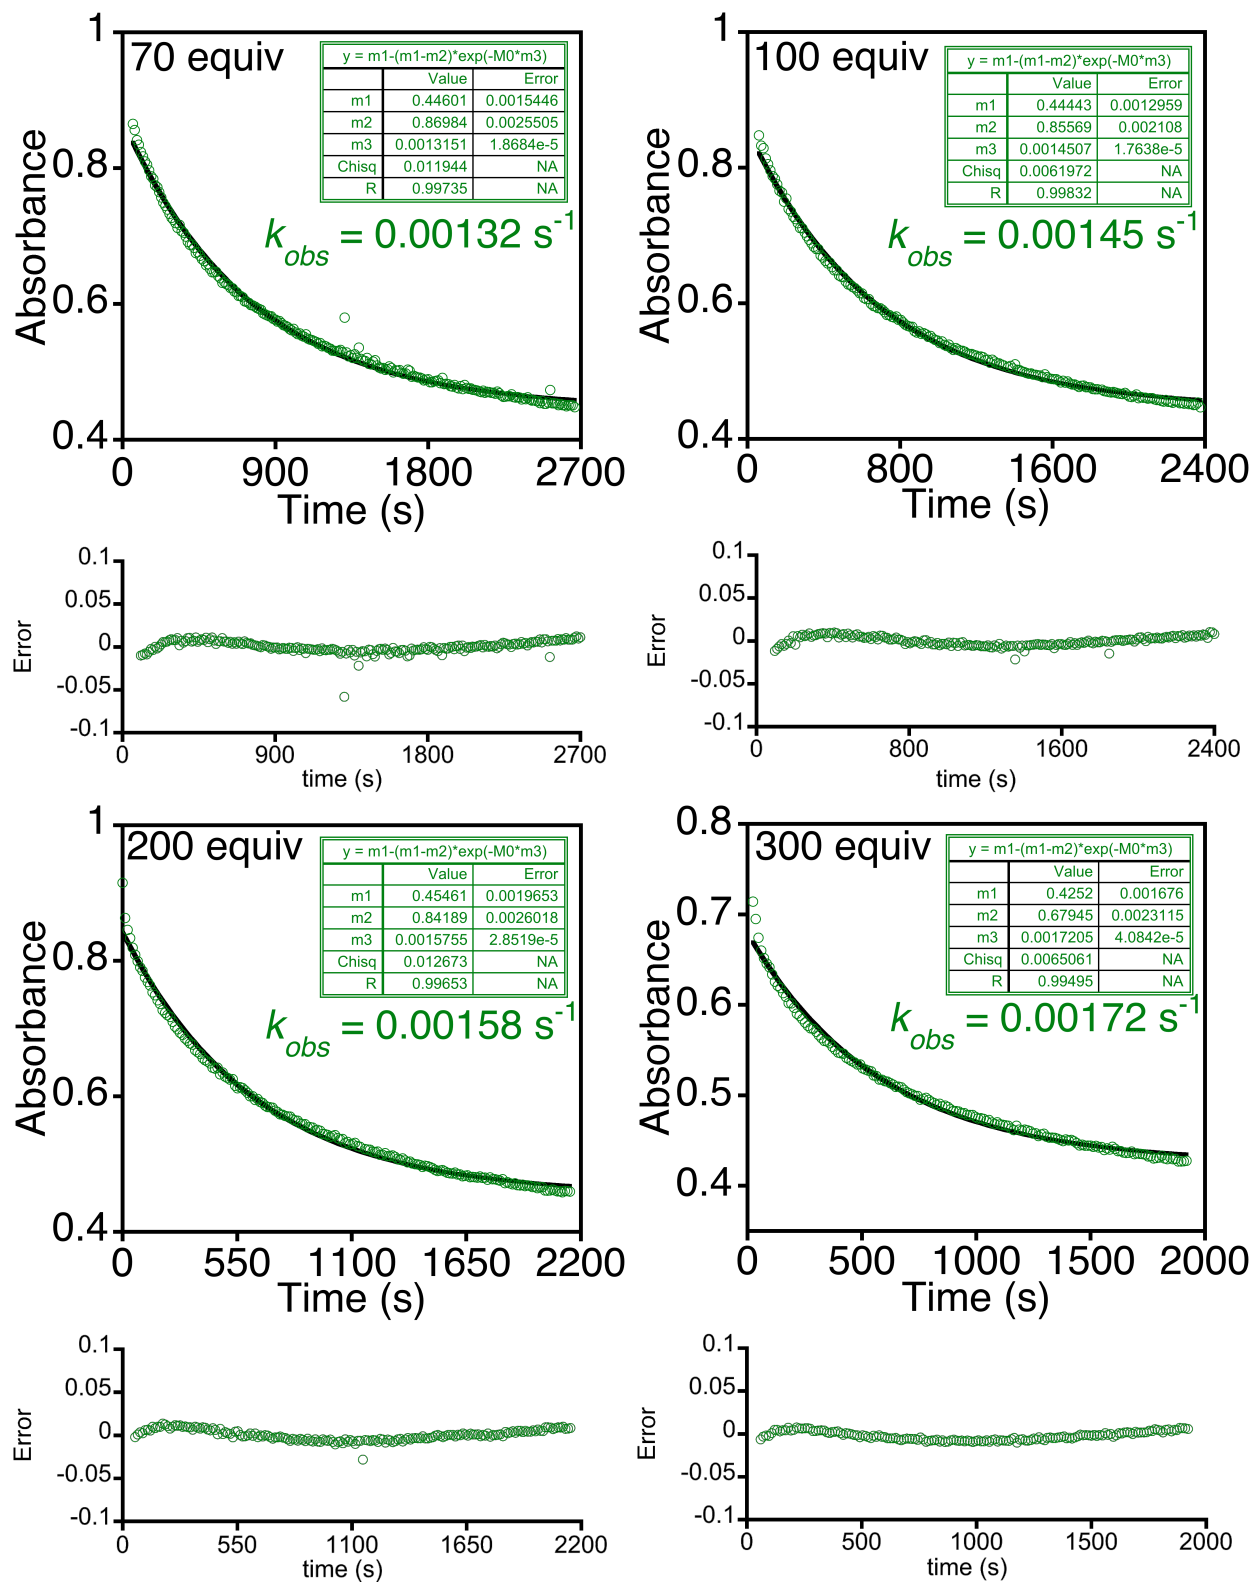 70 equiv
y = m1-(m1-m2)*exp(-M0*m3)
Value Error
m1 0.44601 0.0015446
m2 0.86984 0.0025505
m3 0.0013151 1.8684e-5
Chisq 0.011944 NA
R 0.99735 NA
k_obs = 0.00132 s⁻¹
Absorbance
1
0.8
0.6
0.4
0 900 1800 2700
Time (s)
100 equiv
y = m1-(m1-m2)*exp(-M0*m3)
Value Error
m1 0.44443 0.0012959
m2 0.85569 0.002108
m3 0.0014507 1.7638e-5
Chisq 0.0061972 NA
R 0.99832 NA
k_obs = 0.00145 s⁻¹
Absorbance
1
0.8
0.6
0.4
0 800 1600 2400
Time (s)
Error
0.1
0.05
0
-0.05
-0.1
0 900 1800 2700
time (s)
Error
0.1
0.05
0
-0.05
-0.1
0 800 1600 2400
time (s)
200 equiv
y = m1-(m1-m2)*exp(-M0*m3)
Value Error
m1 0.45461 0.0019653
m2 0.84189 0.0026018
m3 0.0015755 2.8519e-5
Chisq 0.012673 NA
R 0.99653 NA
k_obs = 0.00158 s⁻¹
Absorbance
1
0.8
0.6
0.4
0 550 1100 1650 2200
Time (s)
300 equiv
y = m1-(m1-m2)*exp(-M0*m3)
Value Error
m1 0.4252 0.001676
m2 0.67945 0.0023115
m3 0.0017205 4.0842e-5
Chisq 0.0065061 NA
R 0.99495 NA
k_obs = 0.00172 s⁻¹
Absorbance
0.8
0.7
0.6
0.5
0.4
0 500 1000 1500 2000
Time (s)
Error
0.1
0.05
0
-0.05
-0.1
0 550 1100 1650 2200
time (s)
Error
0.1
0.05
0
-0.05
-0.1
0 500 1000 1500 2000
time (s)